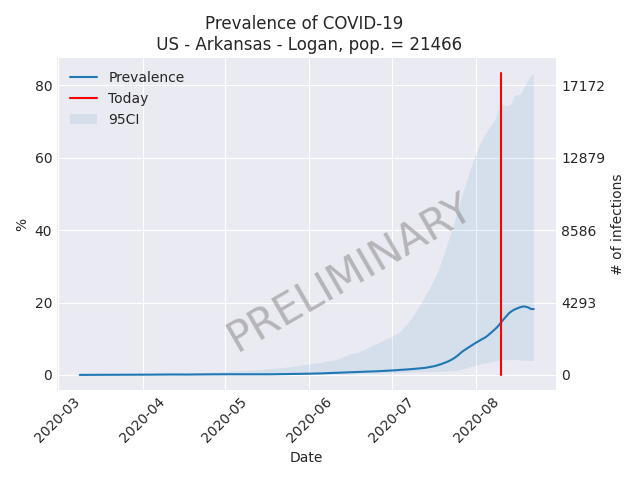 Prevalence of COVID-19
US - Arkansas - Logan, pop. = 21466
Prevalence
Today
95CI
80
60
40
20
0
%
17172
12879
8586
4293
0
# of infections
PRELIMINARY
2020-03
2020-04
2020-05
2020-06
2020-07
2020-08
Date